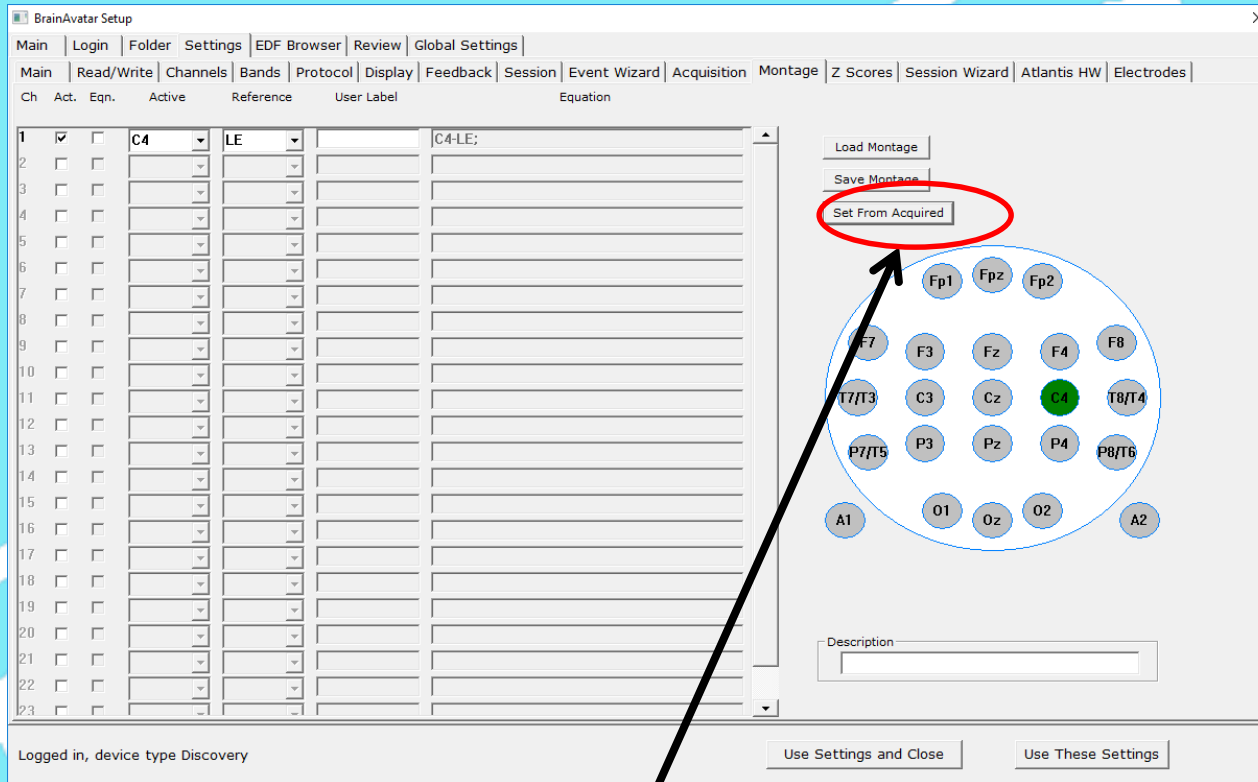 BrainAvatar Setup
Main Login Folder Settings EDF Browser Review Global Settings
Main Read/Write Channels Bands Protocol Display Feedback Session Event Wizard Acquisition Montage Z Scores Session Wizard Atlantis HW Electrodes
Ch Act. Eqn. Active Reference User Label Equation
1 C4 LE C4-LE;
2
3
4
5
6
7
8
9
10
11
12
13
14
15
16
17
18
19
20
21
22
23
Load Montage
Save Montage
Set From Acquired
Fp1 Fpz Fp2
F7 F3 Fz F4 F8
T7/T3 C3 Cz C4 T8/T4
P7/T5 P3 Pz P4 P8/T6
A1 O1 Oz O2 A2
Description
Logged in, device type Discovery
Use Settings and Close Use These Settings